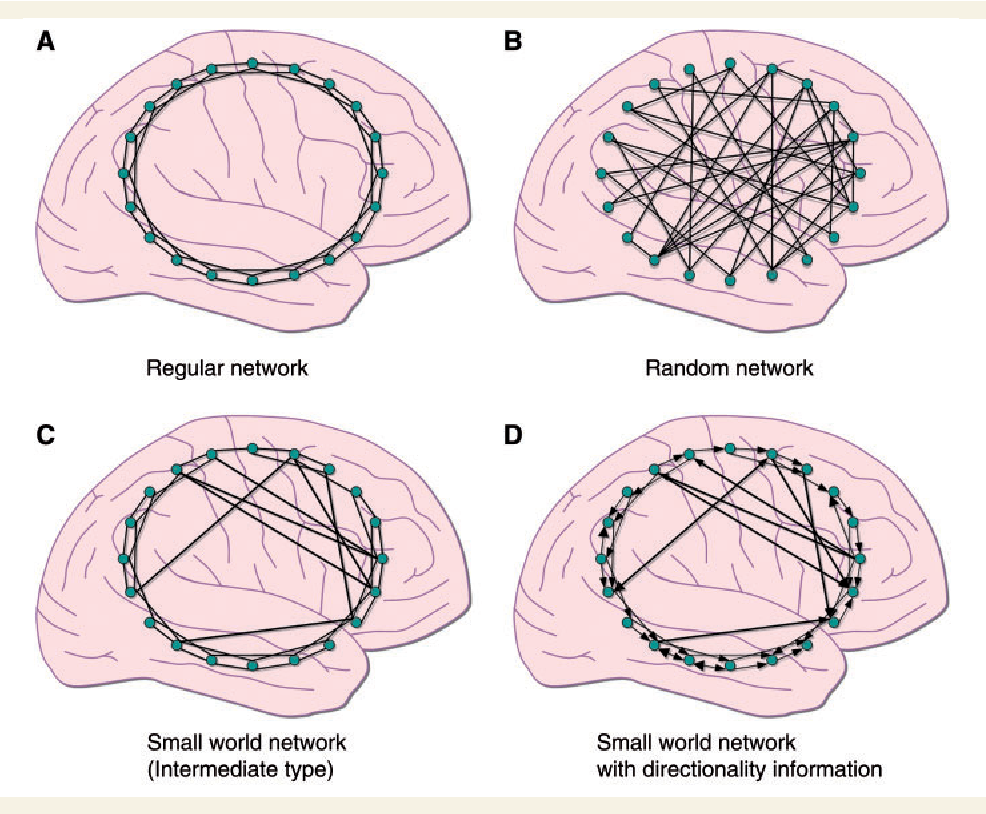 A
B
Regular network
Random network
C
D
Small world network
(Intermediate type)
Small world network
with directionality information